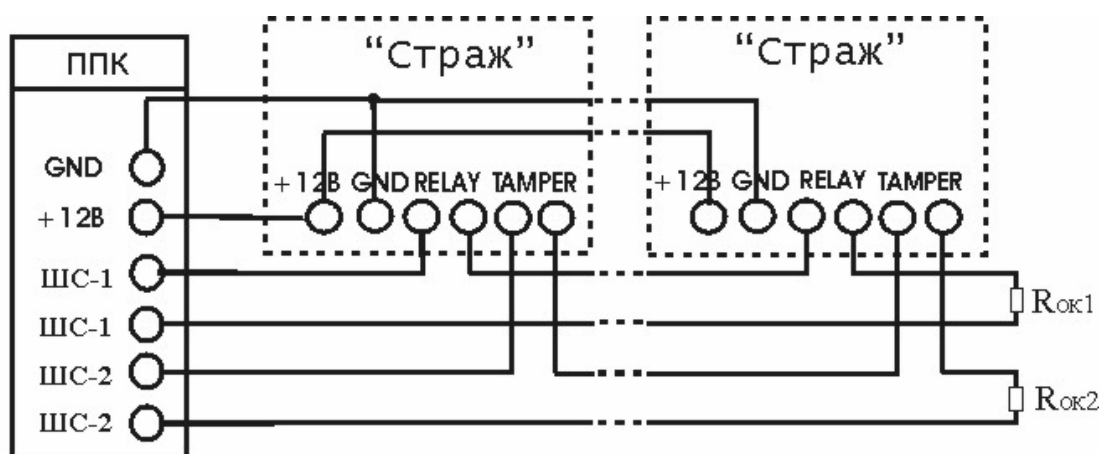 ППК
"Страж"
"Страж"
GND
+12В
ШС-1
ШС-1
ШС-2
ШС-2
+12В GND RELAY TAMPER
+12В GND RELAY TAMPER
Rок1
Rок2